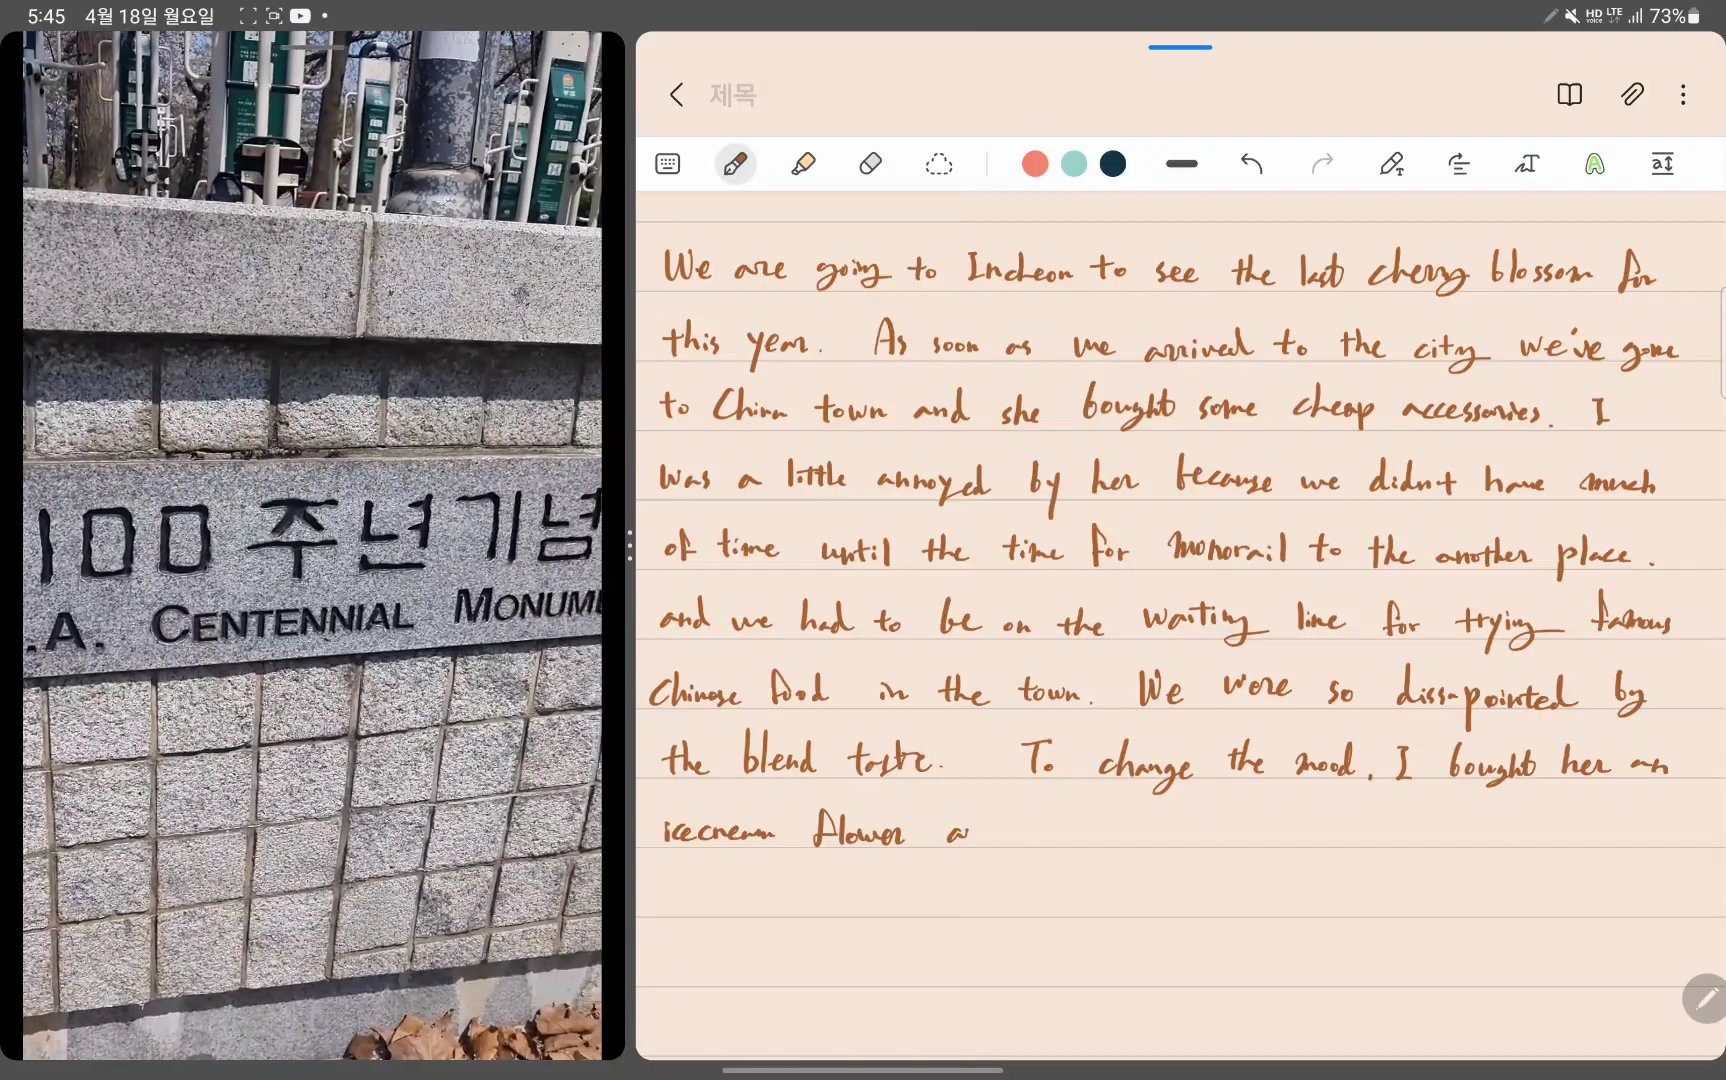 5:45 4월 18일 월요일
HD voice LTE 73%
100 주년 기념
.A. CENTENNIAL MONUM
제목
We are going to Incheon to see the last cherry blossom for
this year. As soon as we arrived to the city we've gone
to China town and she bought some cheap accessories. I
was a little annoyed by her because we didn't have much
of time until the time for monorail to the another place.
and we had to be on the waiting line for trying famous
Chinese food in the town. We were so dissapointed by
the blend taste. To change the mood, I bought her an
icecream flower a